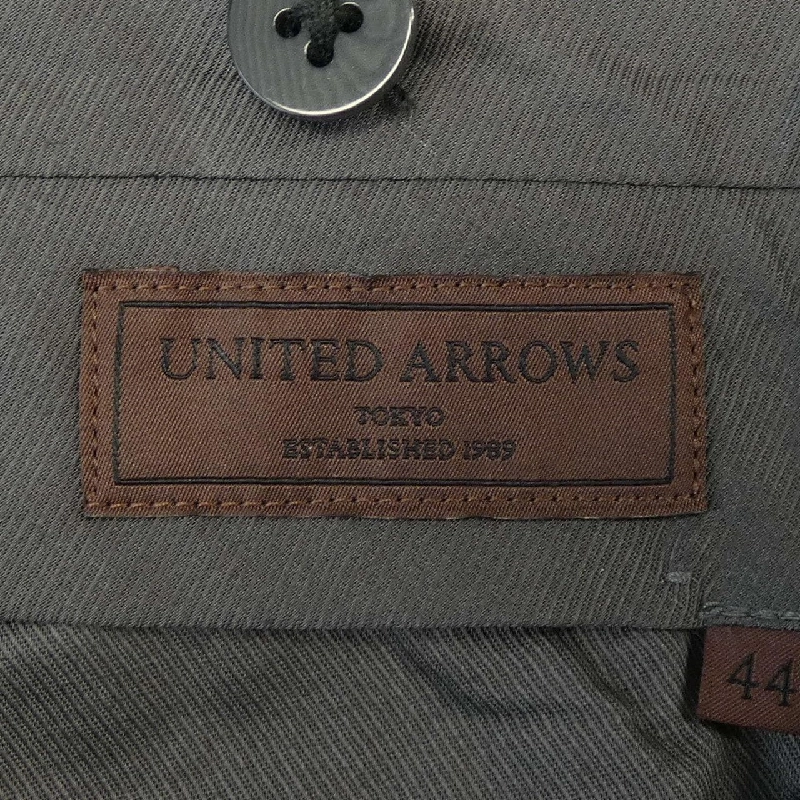 UNITED ARROWS
TOKYO
ESTABLISHED 1989
44